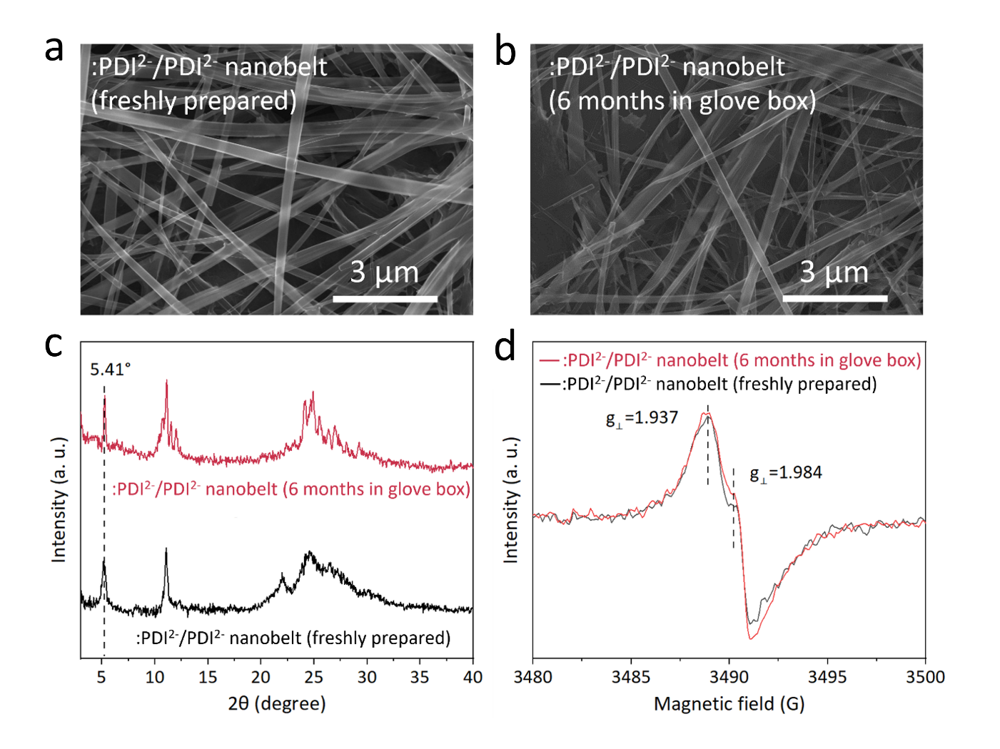 a
:PDI²⁻/PDI²⁻ nanobelt
(freshly prepared)
3 μm
b
:PDI²⁻/PDI²⁻ nanobelt
(6 months in glove box)
3 μm
c
5.41°
:PDI²⁻/PDI²⁻ nanobelt (6 months in glove box)
:PDI²⁻/PDI²⁻ nanobelt (freshly prepared)
Intensity (a. u.)
5 10 15 20 25 30 35 40
2θ (degree)
d
:PDI²⁻/PDI²⁻ nanobelt (6 months in glove box)
:PDI²⁻/PDI²⁻ nanobelt (freshly prepared)
g⊥=1.937
g⊥=1.984
Intensity (a. u.)
3480 3485 3490 3495 3500
Magnetic field (G)